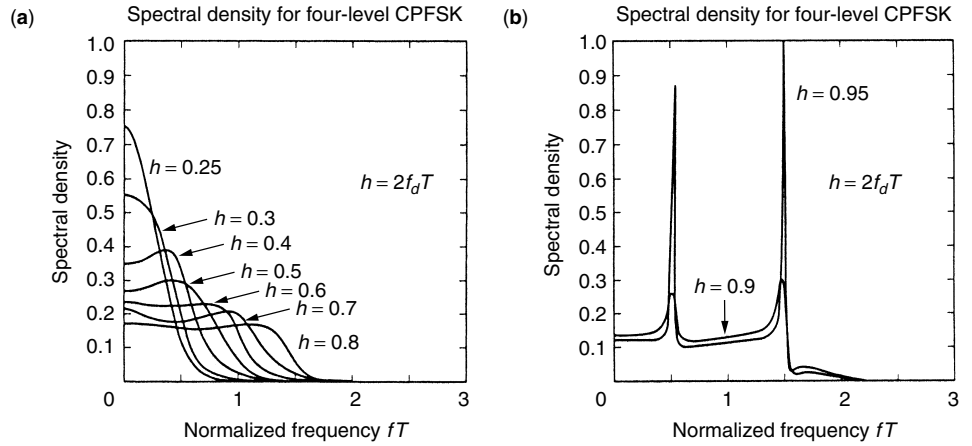 (a)
Spectral density for four-level CPFSK
Spectral density
1.0
0.9
0.8
0.7
0.6
0.5
0.4
0.3
0.2
0.1
0
1
2
3
h = 0.25
h = 0.3
h = 0.4
h = 0.5
h = 0.6
h = 0.7
h = 0.8
h = 2f_dT
Normalized frequency fT
(b)
Spectral density for four-level CPFSK
Spectral density
1.0
0.9
0.8
0.7
0.6
0.5
0.4
0.3
0.2
0.1
0
1
2
3
h = 0.95
h = 2f_dT
h = 0.9
Normalized frequency fT